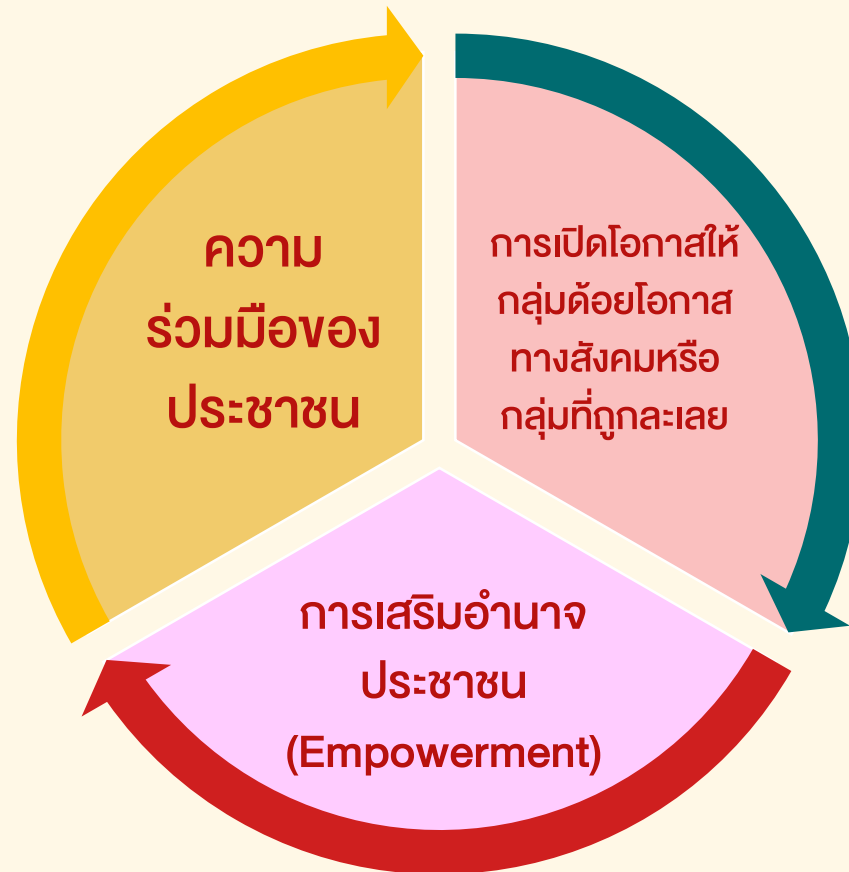 ความ
ร่วมมือของ
ประชาชน
การเปิดโอกาสให้
กลุ่มด้อยโอกาส
ทางสังคมหรือ
กลุ่มที่ถูกละเลย
การเสริมอำนาจ
ประชาชน
(Empowerment)